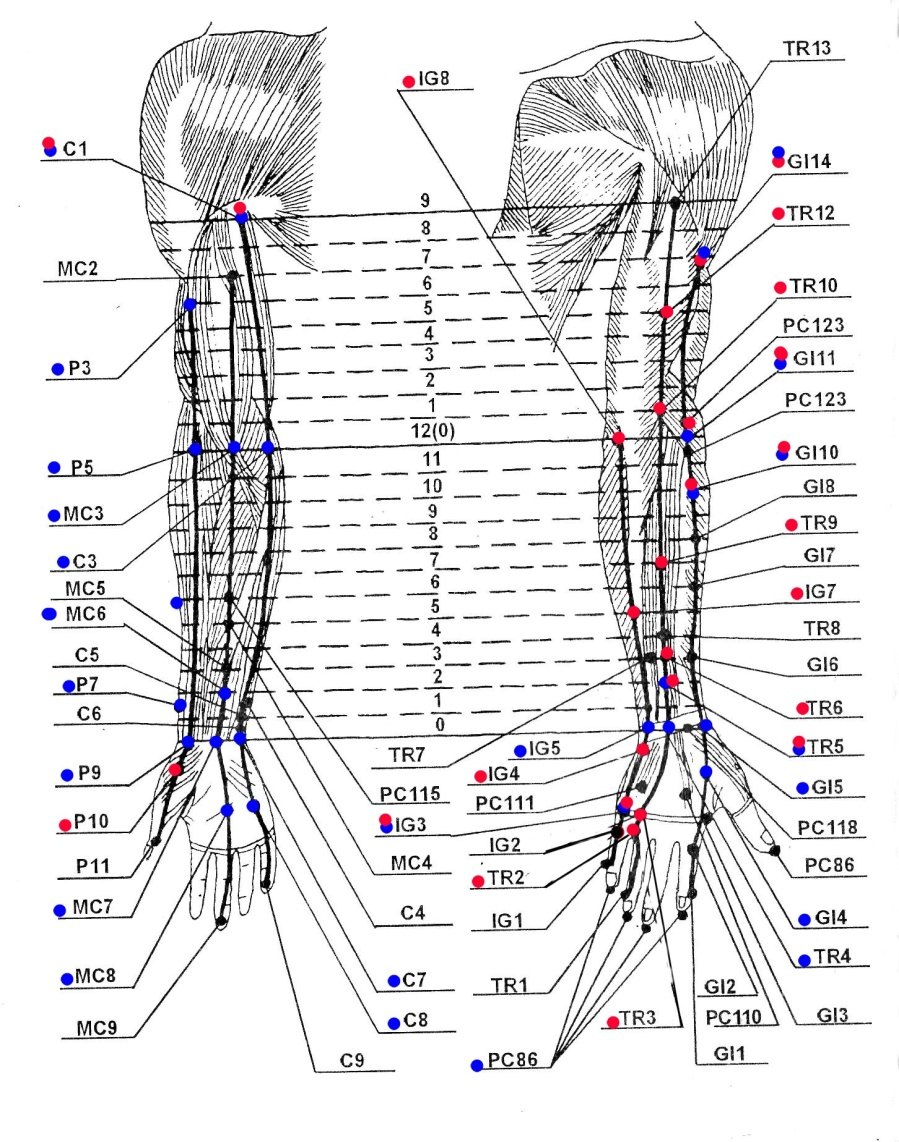 TR13
IG8
C1
GI14
9
8
TR12
7
MC2
6
TR10
5
PC123
4
P3
3
GI11
2
1
PC123
12(0)
P5
11
GI10
10
GI8
MC3
9
TR9
8
C3
7
GI7
MC5
6
IG7
MC6
5
TR8
4
C5
3
GI6
P7
2
TR6
C6
1
0
TR7
IG5
TR5
P9
IG4
GI5
PC115
PC111
P10
IG3
PC118
P11
MC4
IG2
PC86
TR2
MC7
C4
IG1
GI4
TR4
MC8
C7
TR1
GI2
MC9
C8
TR3
PC110
GI3
C9
PC86
GI1